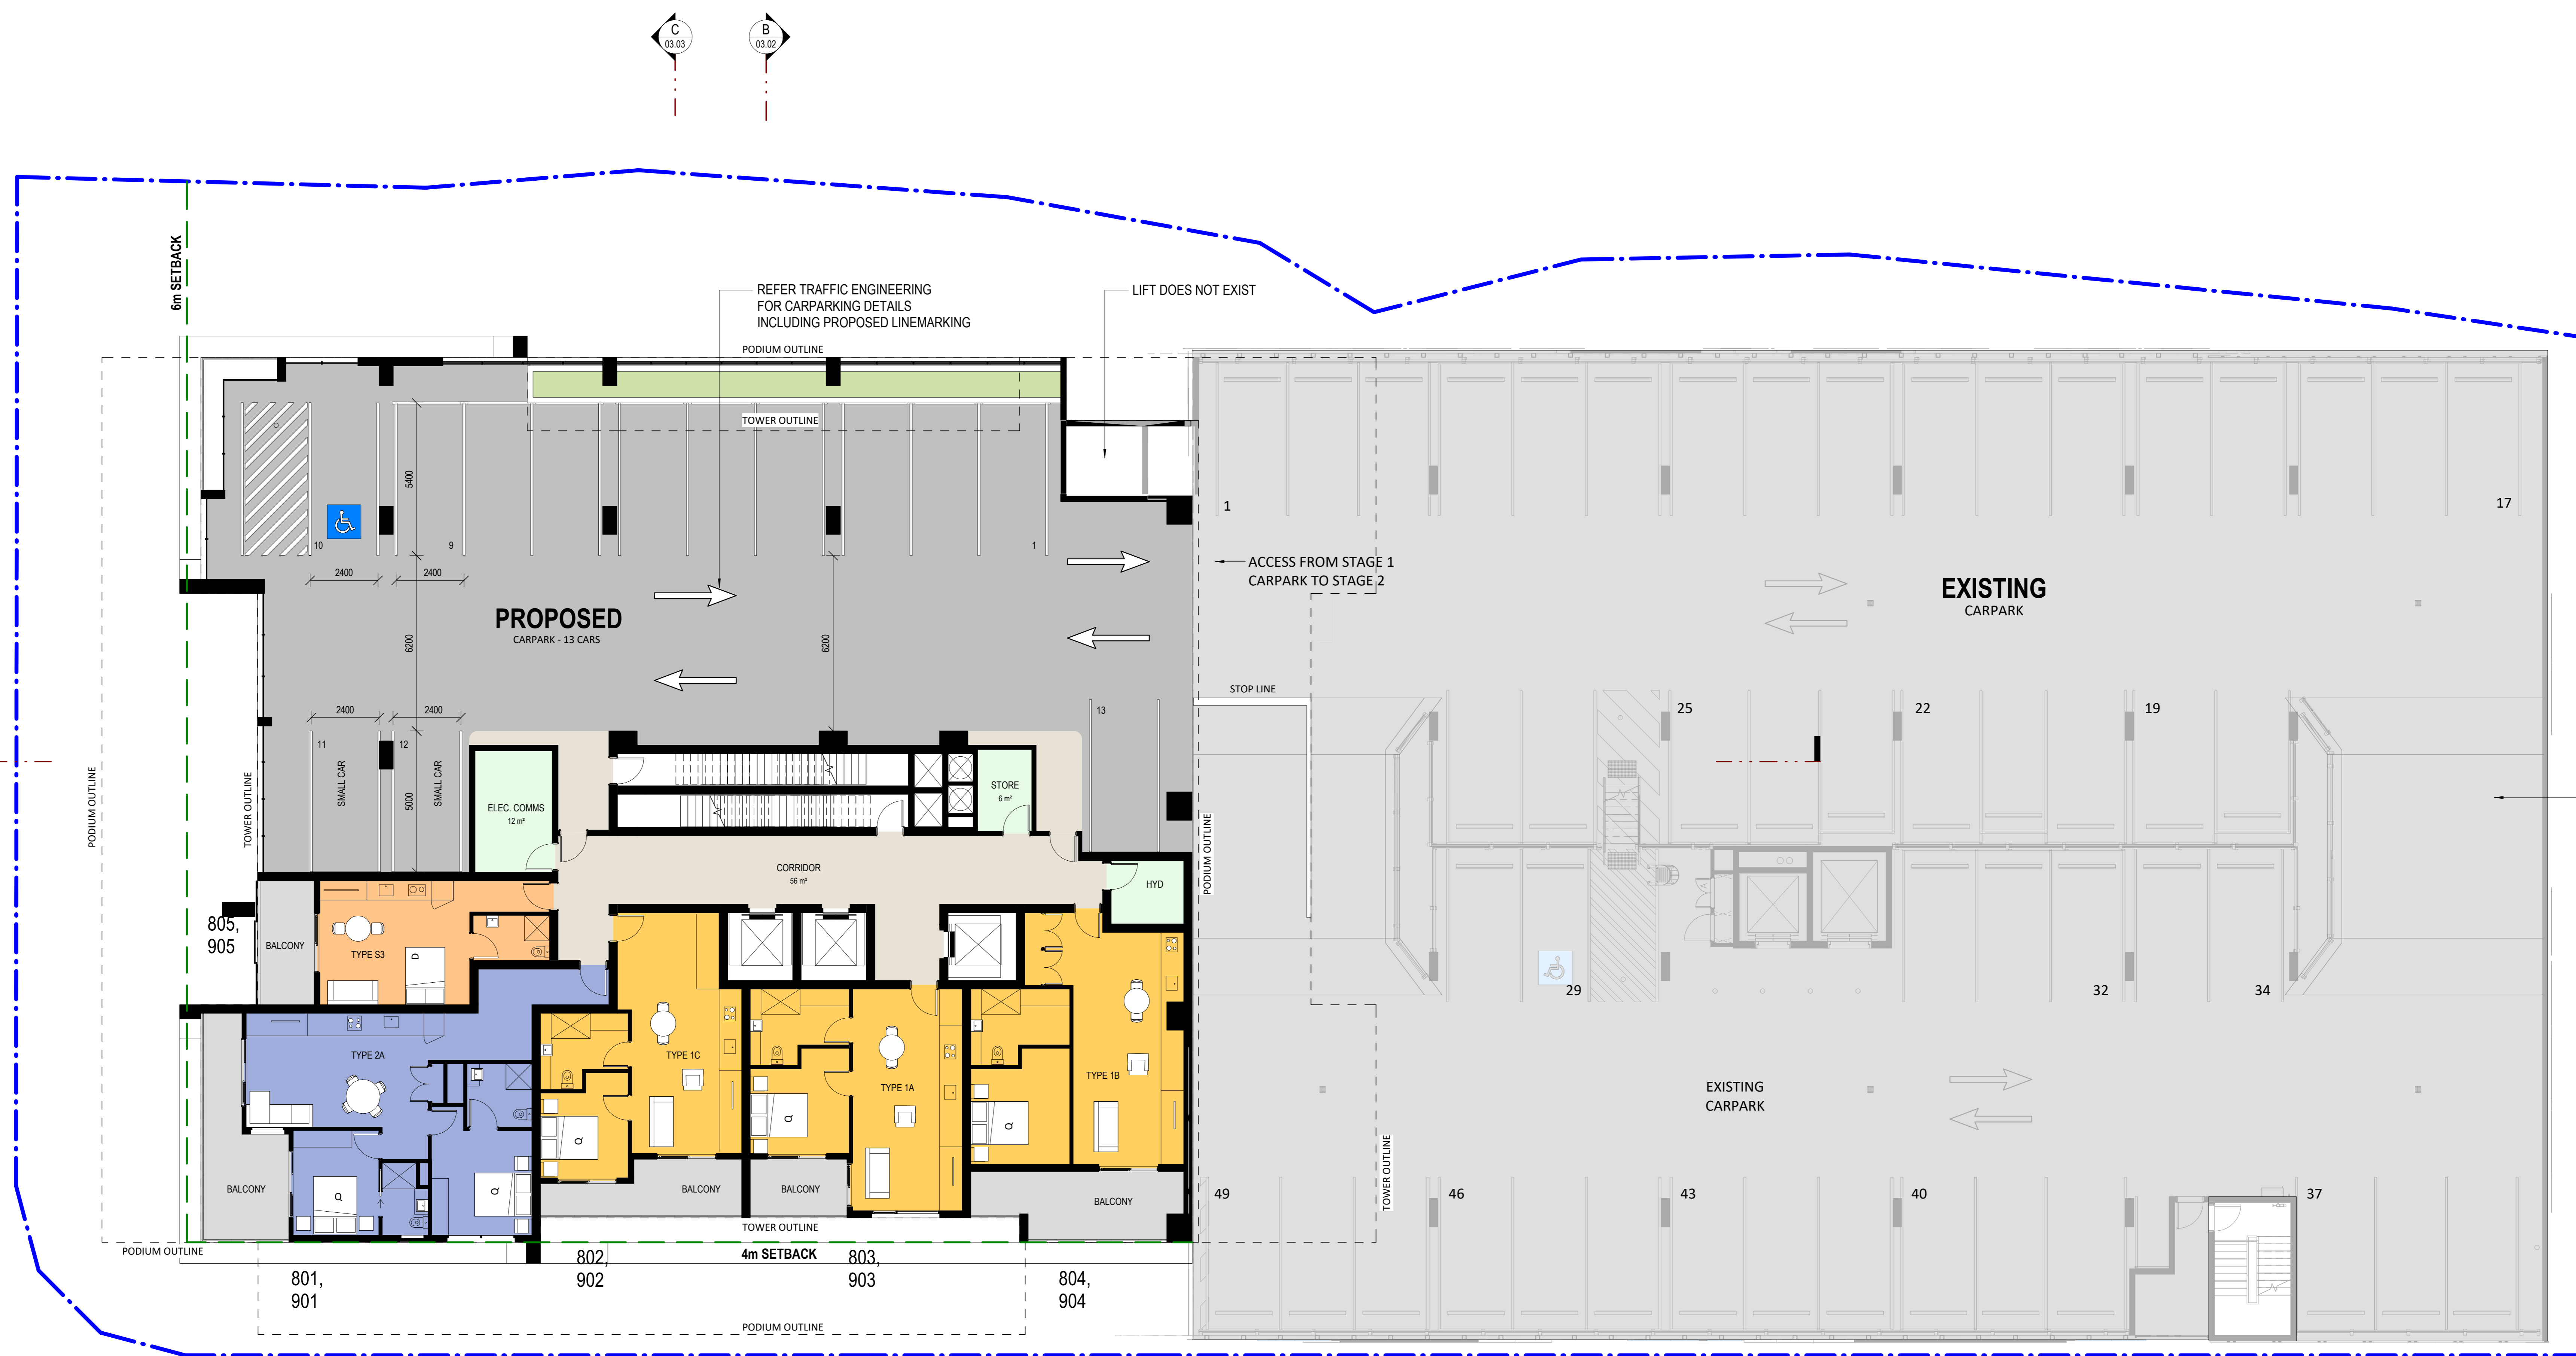 C
03.03
B
03.02
6m SETBACK
REFER TRAFFIC ENGINEERING
FOR CARPARKING DETAILS
INCLUDING PROPOSED LINEMARKING
LIFT DOES NOT EXIST
PODIUM OUTLINE
TOWER OUTLINE
5400
10
9
1
2400
2400
1
17
ACCESS FROM STAGE 1
CARPARK TO STAGE 2
PROPOSED
CARPARK - 13 CARS
6200
6200
EXISTING
CARPARK
STOP LINE
2400
2400
13
25
22
19
11
12
SMALL CAR
SMALL CAR
5000
PODIUM OUTLINE
TOWER OUTLINE
ELEC. COMMS
12 m²
STORE
6 m²
PODIUM OUTLINE
CORRIDOR
56 m²
HYD
805,
905
BALCONY
TYPE S3
D
29
32
34
TYPE 2A
TYPE 1C
TYPE 1A
TYPE 1B
EXISTING
CARPARK
Q
Q
Q
Q
Q
BALCONY
BALCONY
BALCONY
BALCONY
TOWER OUTLINE
49
46
43
40
37
TOWER OUTLINE
PODIUM OUTLINE
4m SETBACK
801,
901
802,
902
803,
903
804,
904
PODIUM OUTLINE